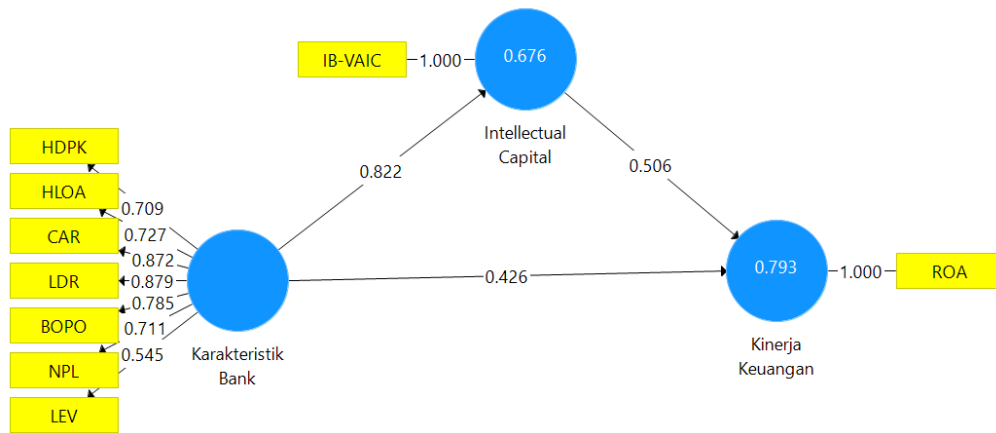 IB-VAIC
1.000
0.676
Intellectual
Capital
HDPK
HLOA
CAR
LDR
BOPO
NPL
LEV
0.709
0.727
0.872
0.879
0.785
0.711
0.545
Karakteristik
Bank
0.822
0.506
0.426
0.793
1.000
ROA
Kinerja
Keuangan